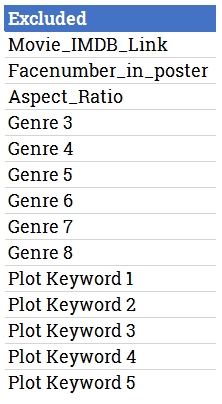 Excluded
Movie_IMDB_Link
Facenumber_in_poster
Aspect_Ratio
Genre 3
Genre 4
Genre 5
Genre 6
Genre 7
Genre 8
Plot Keyword 1
Plot Keyword 2
Plot Keyword 3
Plot Keyword 4
Plot Keyword 5